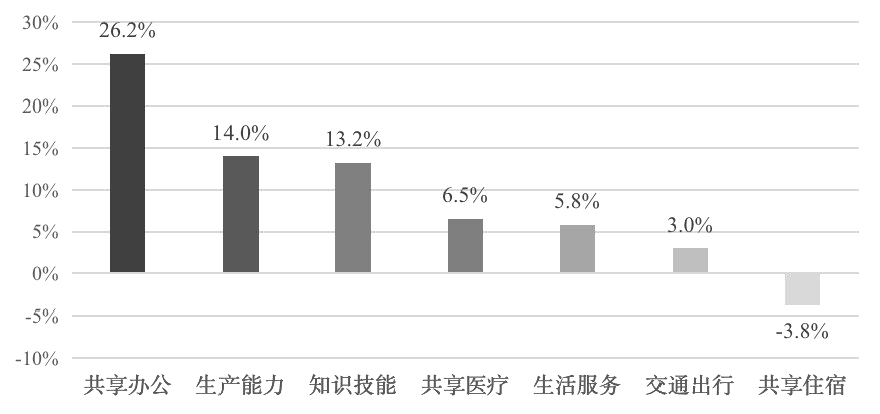 30%
25%
20%
15%
10%
5%
0%
-5%
-10%
26.2%
14.0%
13.2%
6.5%
5.8%
3.0%
-3.8%
共享办公
生产能力
知识技能
共享医疗
生活服务
交通出行
共享住宿